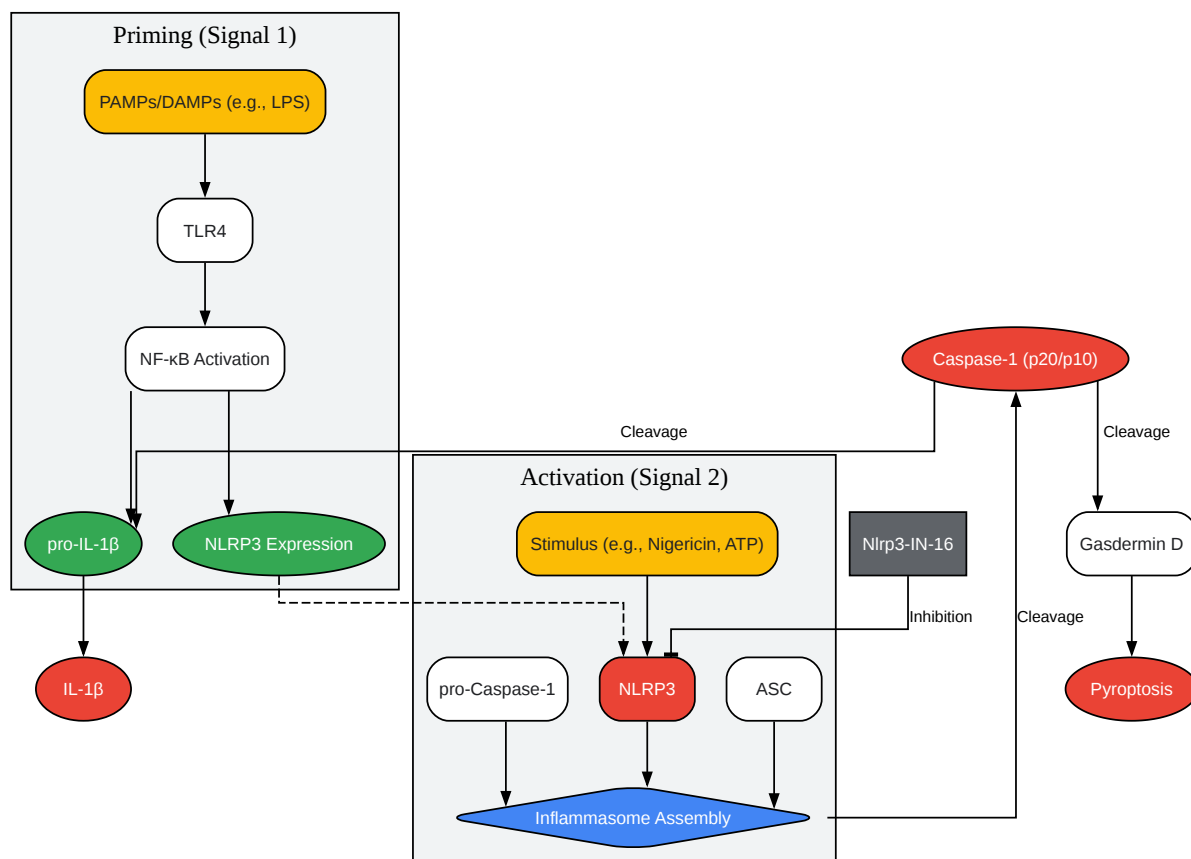 Priming (Signal 1)
PAMPs/DAMPs (e.g., LPS)
TLR4
NF-κB Activation
Caspase-1 (p20/p10)
Cleavage
Cleavage
Activation (Signal 2)
pro-IL-1β
NLRP3 Expression
Stimulus (e.g., Nigericin, ATP)
Nlrp3-IN-16
Gasdermin D
Inhibition
Cleavage
IL-1β
pro-Caspase-1
NLRP3
ASC
Pyroptosis
Inflammasome Assembly